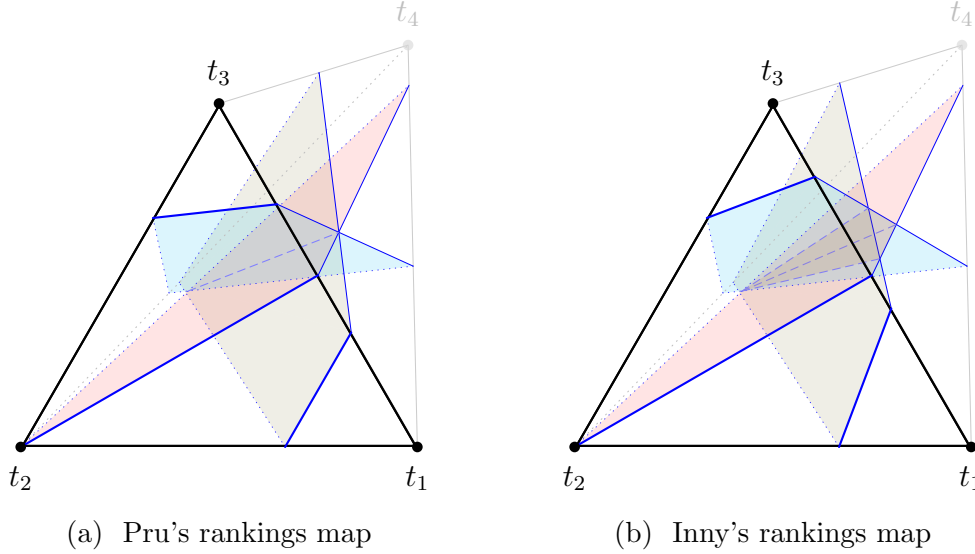 t₄ t₄
t₃ t₃
t₂ t₁ t₂ t₁
(a) Pru's rankings map (b) Inny's rankings map